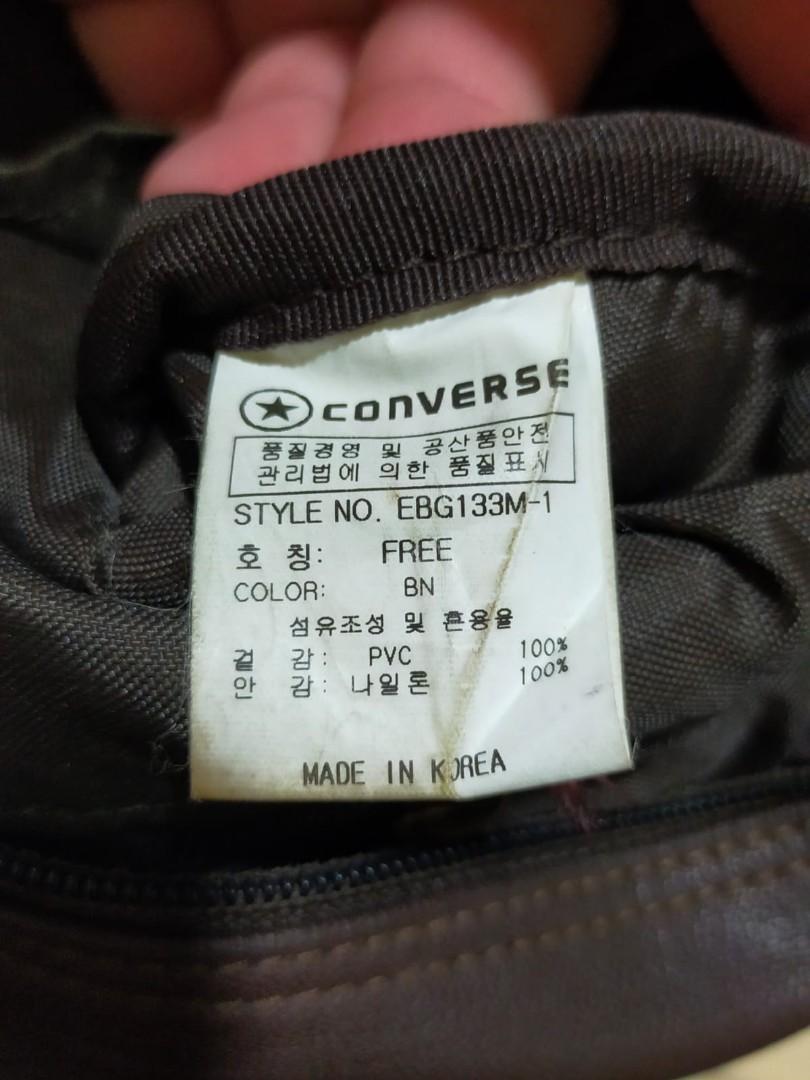 CONVERSE
품질경영 및 공산품안전
관리법에 의한 품질표시
STYLE NO. EBG133M-1
호 칭: FREE
COLOR: BN
섬유조성 및 혼용율
겉 감: PVC 100%
안 감: 나일론 100%
MADE IN KOREA